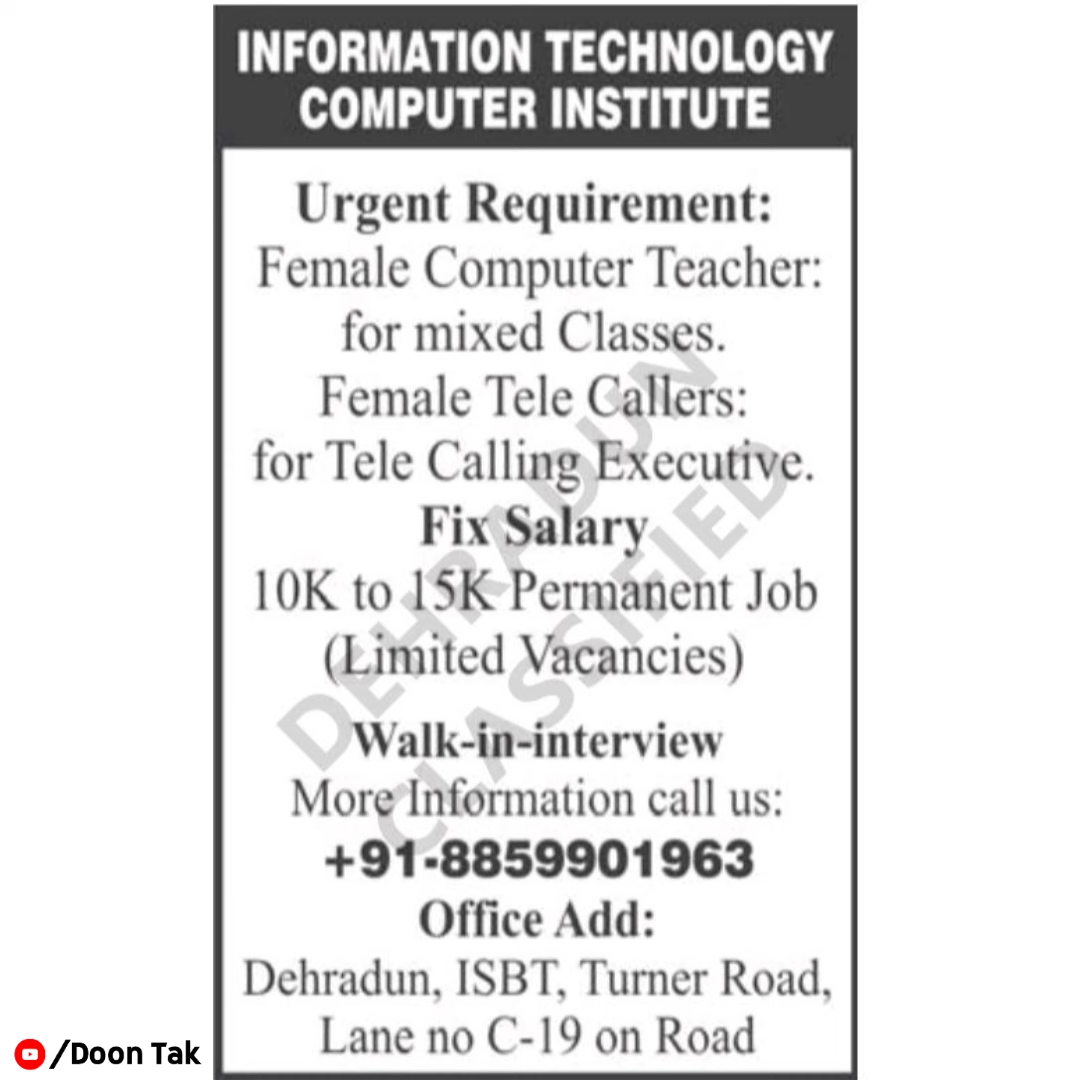 INFORMATION TECHNOLOGY
COMPUTER INSTITUTE
Urgent Requirement:
Female Computer Teacher:
for mixed Classes.
Female Tele Callers:
for Tele Calling Executive.
Fix Salary
10K to 15K Permanent Job
(Limited Vacancies)
Walk-in-interview
More Information call us:
+91-8859901963
Office Add:
Dehradun, ISBT, Turner Road,
Lane no C-19 on Road
DEHRADUN
CLASSIFIED
/Doon Tak